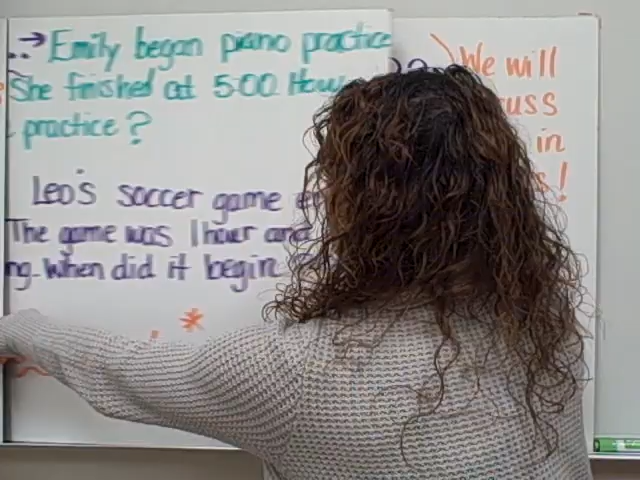 Emily began piano practice
She finished at 5:00. How
practice?
Leo's soccer game
The game was 1 hour and
ng. When did it begin
We will
in
!